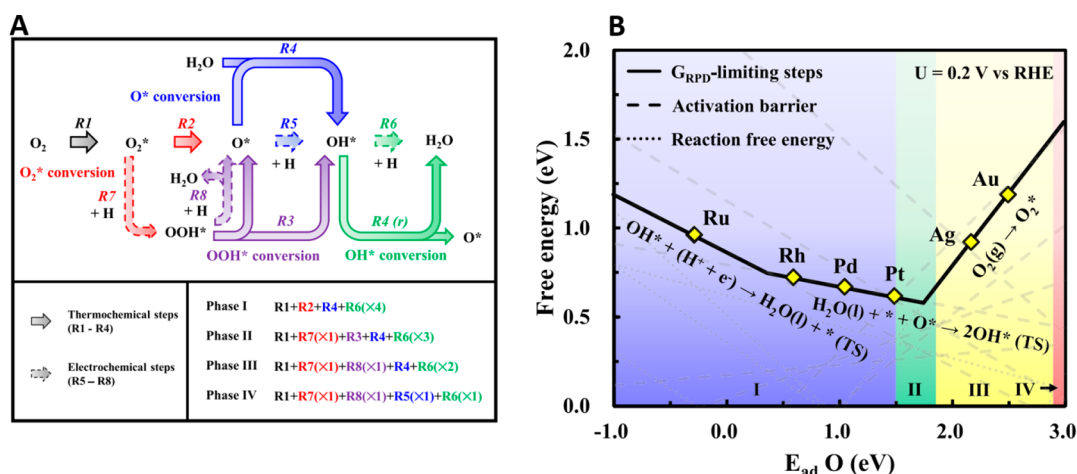 A
R4
H₂O
O* conversion
R1
R2
R5
R6
O₂
O₂*
O*
OH*
H₂O
+ H
+ H
O₂* conversion
H₂O
R7
R8
+ H
+ H
R3
R4 (r)
OOH*
O*
OOH* conversion
OH* conversion
Thermochemical steps
(R1 - R4)
Electrochemical steps
(R5 – R8)
Phase I R1+R2+R4+R6(×4)
Phase II R1+R7(×1)+R3+R4+R6(×3)
Phase III R1+R7(×1)+R8(×1)+R4+R6(×2)
Phase IV R1+R7(×1)+R8(×1)+R5(×1)+R6(×1)
B
2.0
1.5
1.0
0.5
0.0
Free energy (eV)
G_RPD-limiting steps
Activation barrier
Reaction free energy
U = 0.2 V vs RHE
Au
Ru
Ag
Rh
Pd
Pt
OH* + (H⁺ + e⁻) → H₂O(l) + * (TS)
H₂O(l) + * + O* → 2OH* (TS)
O₂(g) → O₂*
I
II
III
IV
-1.0 0.0 1.0 2.0 3.0
E_ad O (eV)